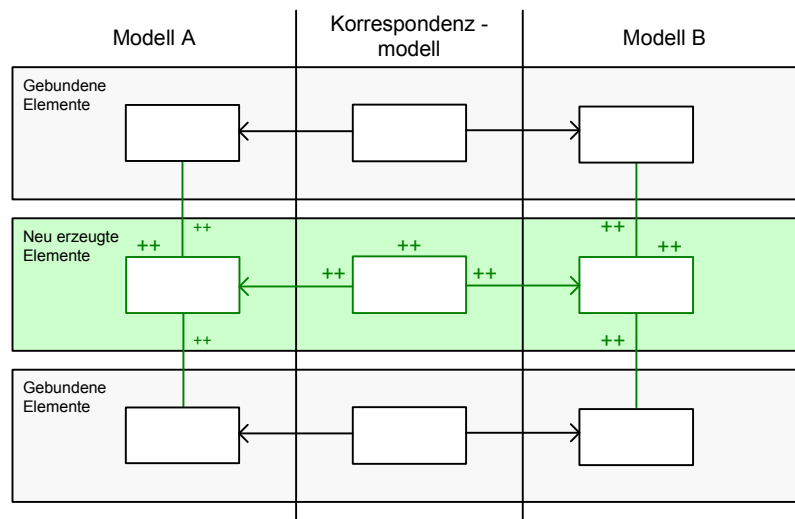 Modell A
Korrespondenz -
modell
Modell B
Gebundene
Elemente
Neu erzeugte
Elemente
++
++
++
++
++
++
++
++
++
Gebundene
Elemente